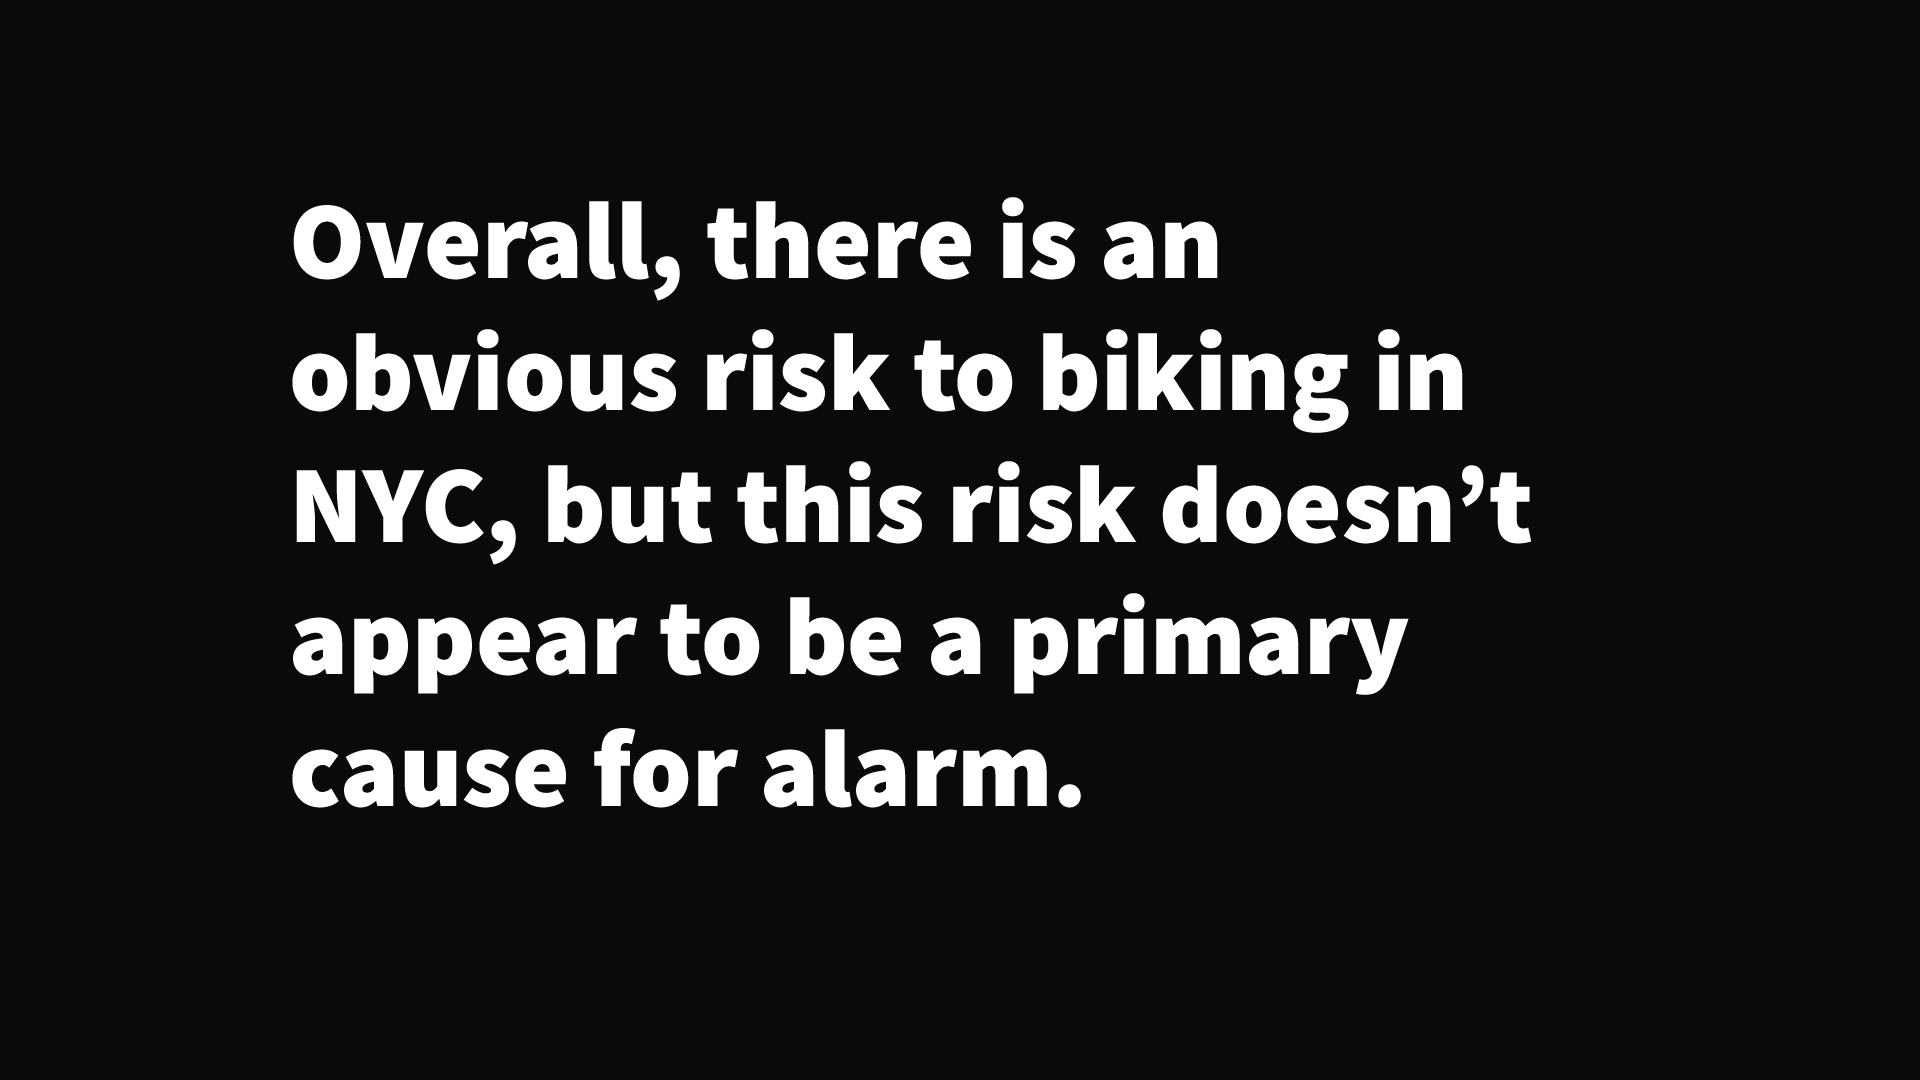 Overall, there is an
obvious risk to biking in
NYC, but this risk doesn’t
appear to be a primary
cause for alarm.